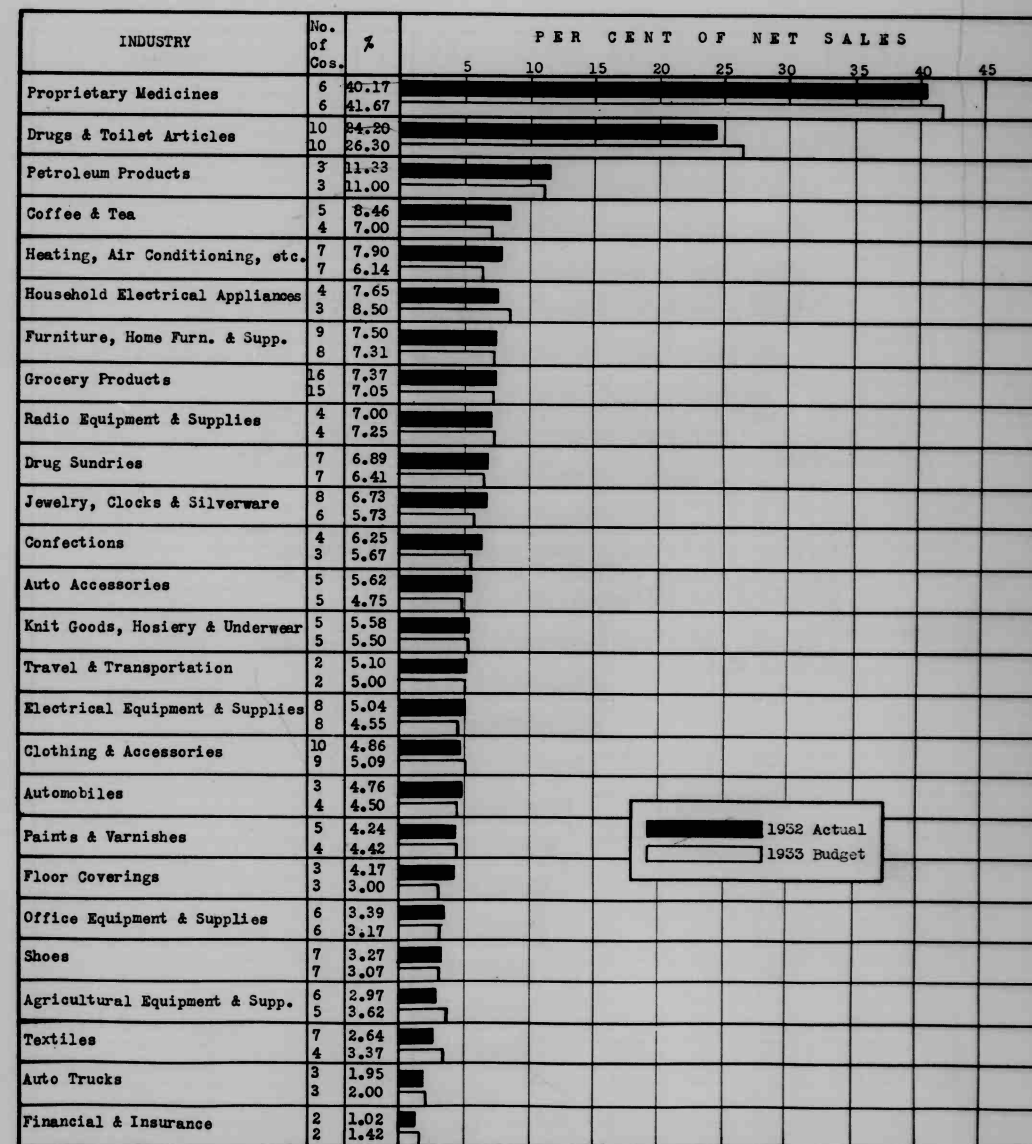 INDUSTRY No. of Cos. % PER CENT OF NET SALES
5 10 15 20 25 30 35 40 45
Proprietary Medicines 6 40.17
6 41.67
Drugs & Toilet Articles 10 24.20
10 26.30
Petroleum Products 3 11.33
3 11.00
Coffee & Tea 5 8.46
4 7.00
Heating, Air Conditioning, etc. 7 7.90
7 6.14
Household Electrical Appliances 4 7.65
3 8.50
Furniture, Home Furn. & Supp. 9 7.50
8 7.31
Grocery Products 16 7.37
15 7.05
Radio Equipment & Supplies 4 7.00
4 7.25
Drug Sundries 7 6.89
7 6.41
Jewelry, Clocks & Silverware 8 6.73
6 5.73
Confections 4 6.25
3 5.67
Auto Accessories 5 5.62
5 4.75
Knit Goods, Hosiery & Underwear 5 5.58
5 5.50
Travel & Transportation 2 5.10
2 5.00
Electrical Equipment & Supplies 8 5.04
8 4.55
Clothing & Accessories 10 4.86
9 5.09
Automobiles 3 4.76
4 4.50
Paints & Varnishes 5 4.24
4 4.42
Floor Coverings 3 4.17
3 3.00
Office Equipment & Supplies 6 3.39
6 3.17
Shoes 7 3.27
7 3.07
Agricultural Equipment & Supp. 6 2.97
5 3.62
Textiles 7 2.64
4 3.37
Auto Trucks 3 1.95
3 2.00
Financial & Insurance 2 1.02
2 1.42
1932 Actual
1933 Budget